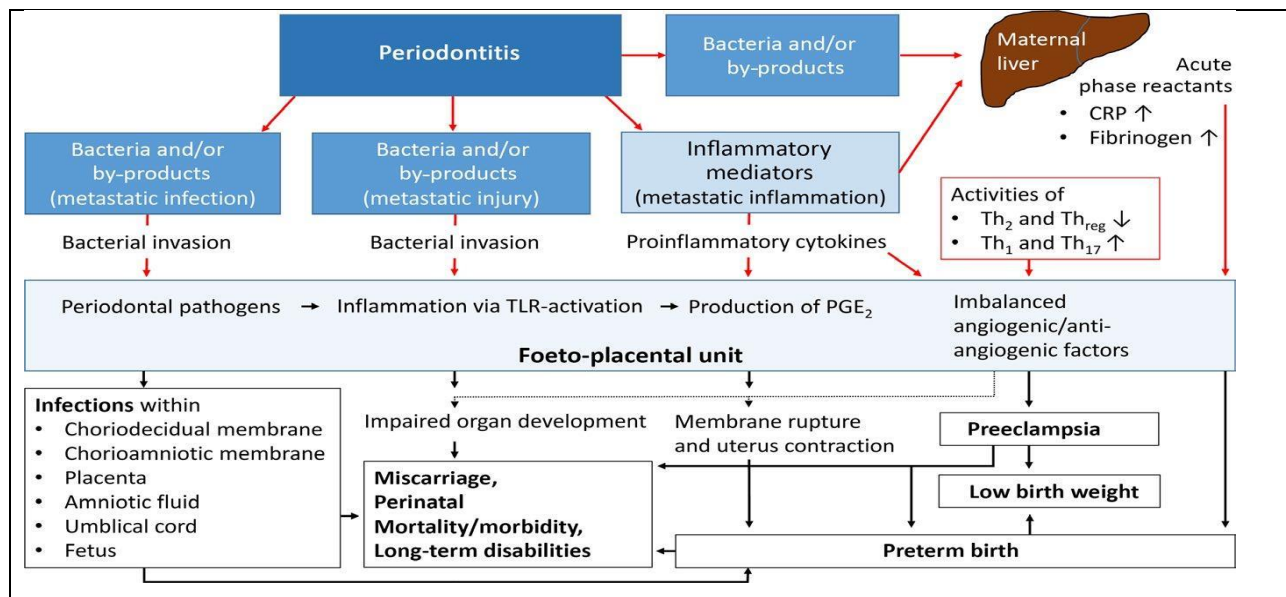 Periodontitis
Bacteria and/or
by-products
Maternal
liver
Acute
phase reactants
• CRP ↑
• Fibrinogen ↑
Bacteria and/or
by-products
(metastatic infection)
Bacteria and/or
by-products
(metastatic injury)
Inflammatory
mediators
(metastatic inflammation)
Activities of
• Th2 and Threg ↓
• Th1 and Th17 ↑
Bacterial invasion
Bacterial invasion
Proinflammatory cytokines
Periodontal pathogens
Inflammation via TLR-activation
Production of PGE2
Imbalanced
angiogenic/anti-
angiogenic factors
Foeto-placental unit
Infections within
• Choriodecidual membrane
• Chorioamniotic membrane
• Placenta
• Amniotic fluid
• Umblical cord
• Fetus
Impaired organ development
Membrane rupture
and uterus contraction
Preeclampsia
Low birth weight
Miscarriage,
Perinatal
Mortality/morbidity,
Long-term disabilities
Preterm birth